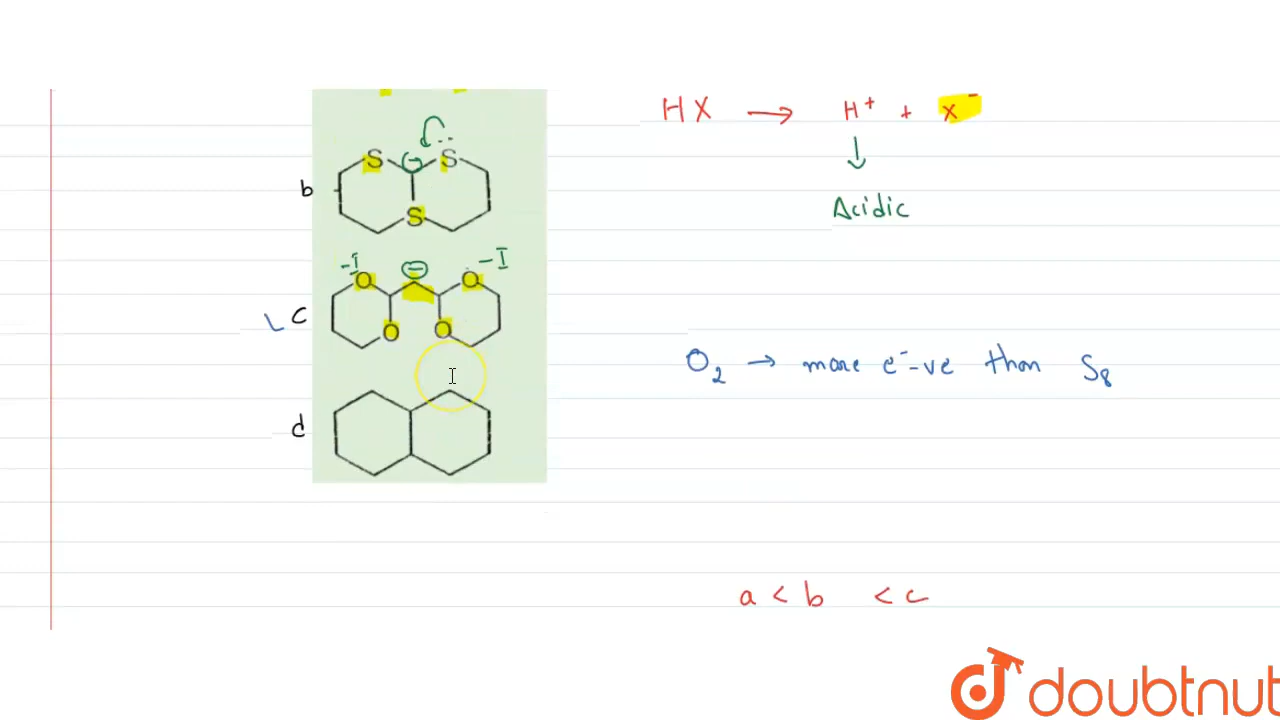 HX → H⁺ + X⁻
↓
Acidic
b S S S
-I ⊖ -I
c O O O O
O₂ → more e⁻-ve than S₈
d
a < b < c
doubtnut